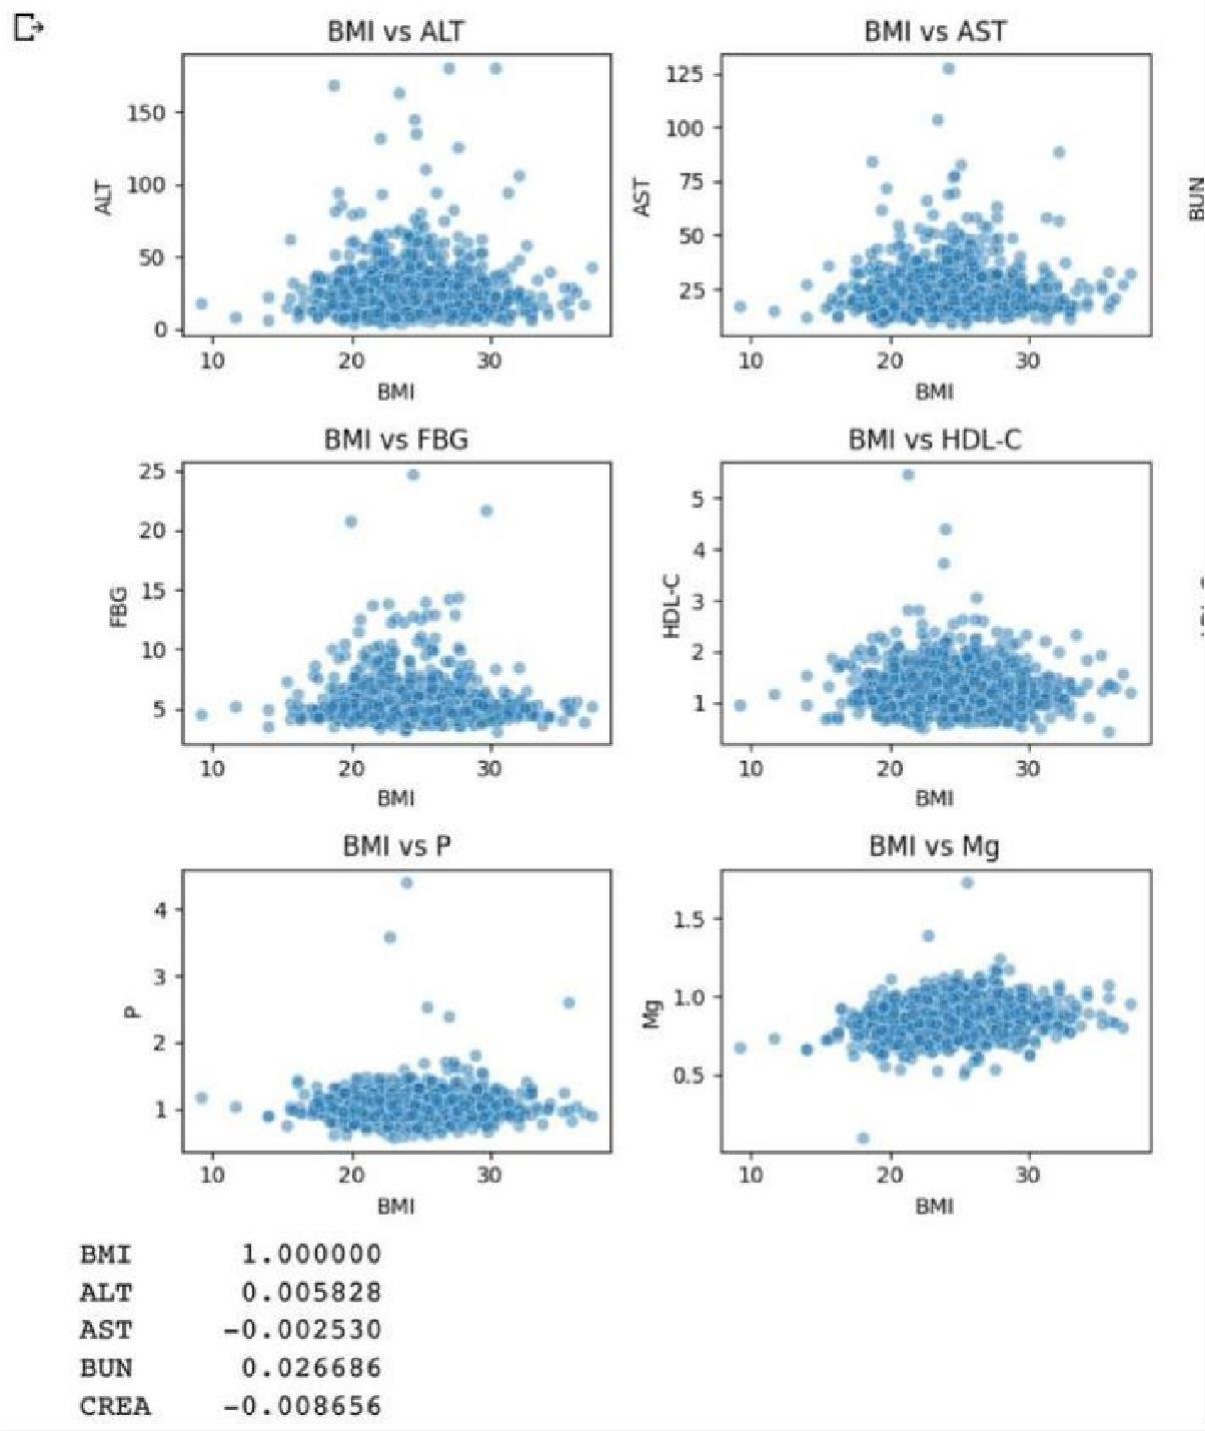 BMI vs ALT
BMI vs AST
150
100
50
0
ALT
10 20 30
BMI
125
100
75
50
25
AST
10 20 30
BMI
BUN
BMI vs FBG
BMI vs HDL-C
25
20
15
10
5
FBG
10 20 30
BMI
5
4
3
2
1
HDL-C
10 20 30
BMI
BMI vs P
BMI vs Mg
4
3
2
1
P
10 20 30
BMI
1.5
1.0
0.5
Mg
10 20 30
BMI
BMI 1.000000
ALT 0.005828
AST -0.002530
BUN 0.026686
CREA -0.008656